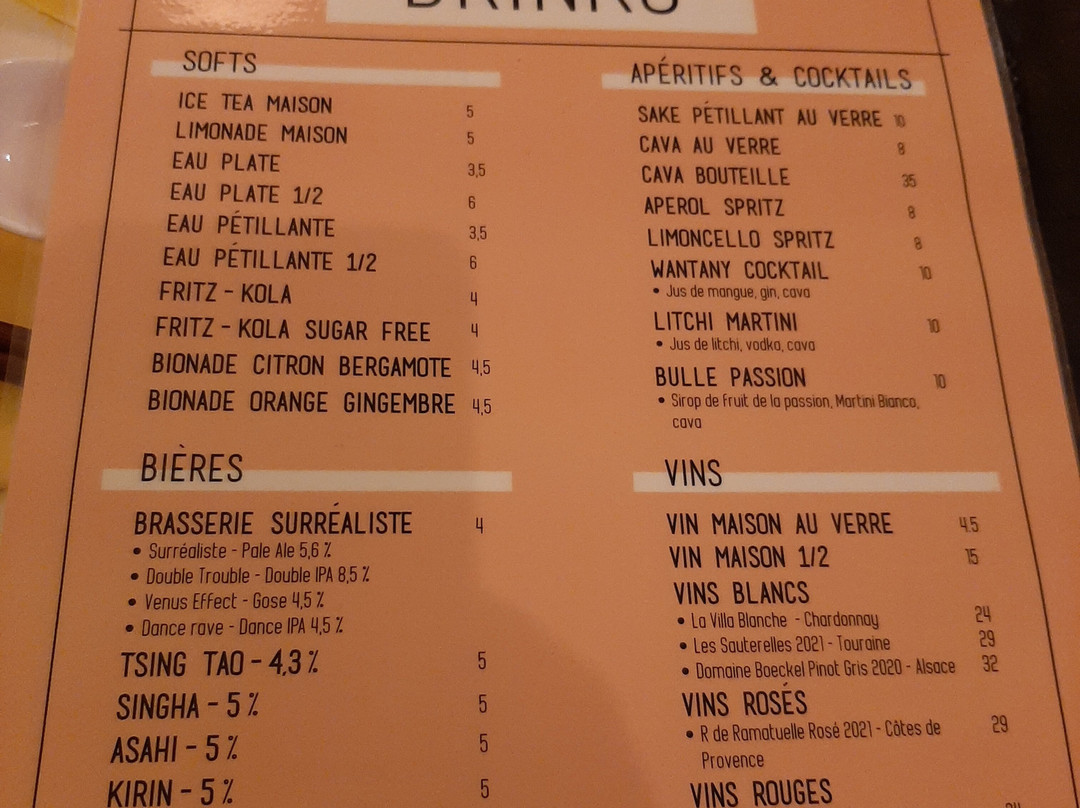 DRINKS
SOFTS
ICE TEA MAISON 5
LIMONADE MAISON 5
EAU PLATE 3,5
EAU PLATE 1/2 6
EAU PÉTILLANTE 3,5
EAU PÉTILLANTE 1/2 6
FRITZ - KOLA 4
FRITZ - KOLA SUGAR FREE 4
BIONADE CITRON BERGAMOTE 4,5
BIONADE ORANGE GINGEMBRE 4,5
BIÈRES
BRASSERIE SURRÉALISTE 4
• Surréaliste - Pale Ale 5,6 %
• Double Trouble - Double IPA 8,5 %
• Venus Effect - Gose 4,5 %
• Dance rave - Dance IPA 4,5 %
TSING TAO - 4,3 % 5
SINGHA - 5 % 5
ASAHI - 5 % 5
KIRIN - 5 % 5
APÉRITIFS & COCKTAILS
SAKE PÉTILLANT AU VERRE 10
CAVA AU VERRE 8
CAVA BOUTEILLE 35
APEROL SPRITZ 8
LIMONCELLO SPRITZ 8
WANTANY COCKTAIL 10
• Jus de mangue, gin, cava
LITCHI MARTINI 10
• Jus de litchi, vodka, cava
BULLE PASSION 10
• Sirop de fruit de la passion, Martini Bianco,
cava
VINS
VIN MAISON AU VERRE 4.5
VIN MAISON 1/2 15
VINS BLANCS
• La Villa Blanche - Chardonnay 24
• Les Sauterelles 2021 - Touraine 29
• Domaine Boeckel Pinot Gris 2020 - Alsace 32
VINS ROSÉS
• R de Ramatuelle Rosé 2021 - Côtes de 29
Provence
VINS ROUGES